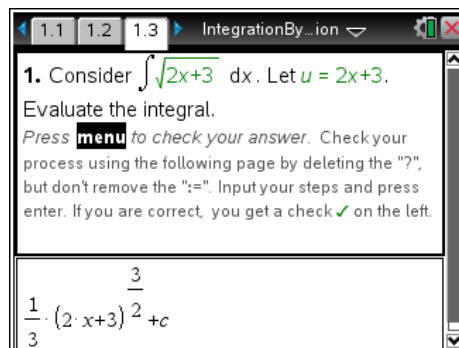 1.1 1.2 1.3 IntegrationBy…ion
1. Consider ∫√2x+3 dx. Let u = 2x+3.
Evaluate the integral.
Press menu to check your answer. Check your
process using the following page by deleting the "?",
but don't remove the ":=". Input your steps and press
enter. If you are correct, you get a check ✓ on the left.
1/3 · (2· x+3)^(3/2) +c